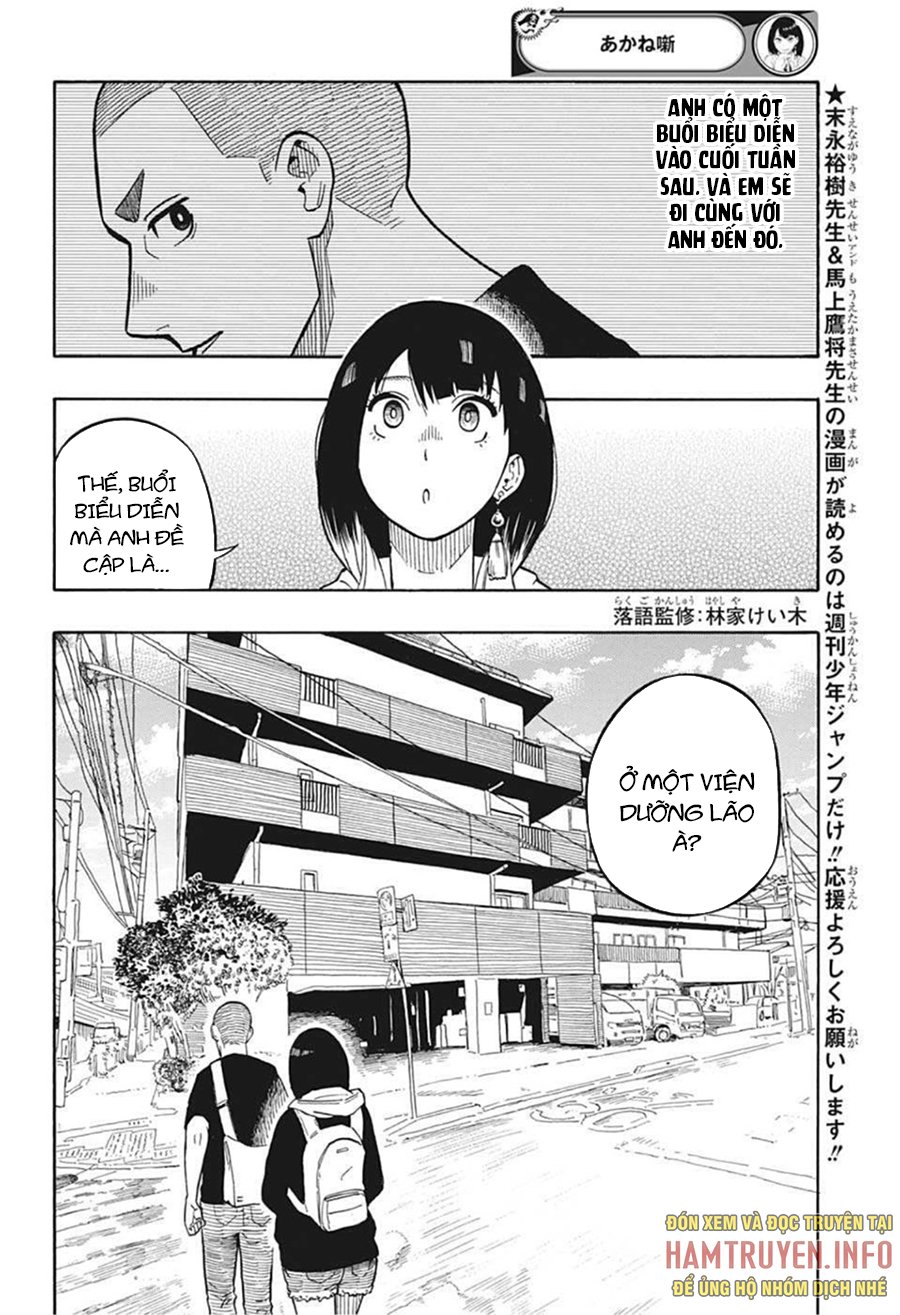 あかね噺
ANH CÓ MỘT
BUỔI BIỂU DIỄN
VÀO CUỐI TUẦN
SAU. VÀ EM SẼ
ĐI CÙNG VỚI
ANH ĐẾN ĐÓ.
★末永裕樹先生&馬上鷹将先生の漫画が読めるのは週刊少年ジャンプだけ!!応援よろしくお願いします!!
THẾ, BUỔI
BIỂU DIỄN
MÀ ANH ĐỀ
CẬP LÀ...
落語監修:林家けい木
Ở MỘT VIỆN
DƯỠNG LÃO
À?
ĐÓN XEM VÀ ĐỌC TRUYỆN TẠI
HAMTRUYEN.INFO
ĐỂ ỦNG HỘ NHÓM DỊCH NHÉ